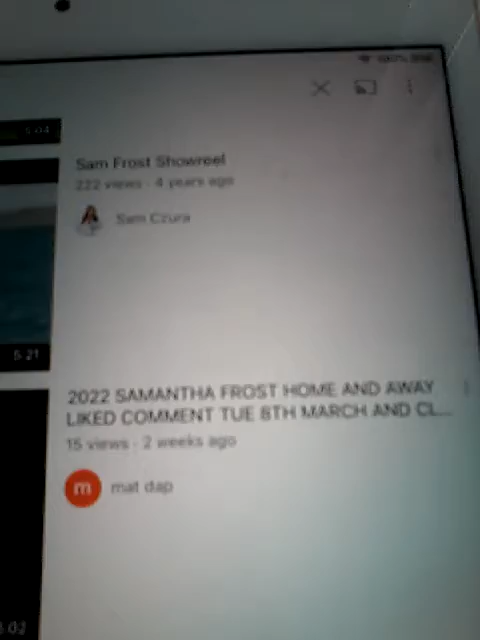 5:04
Sam Frost Showreel
222 views · 4 years ago
Sam Czura
5:21
2022 SAMANTHA FROST HOME AND AWAY
LIKED COMMENT TUE 8TH MARCH AND CL...
15 views · 2 weeks ago
m
mat dap
:02